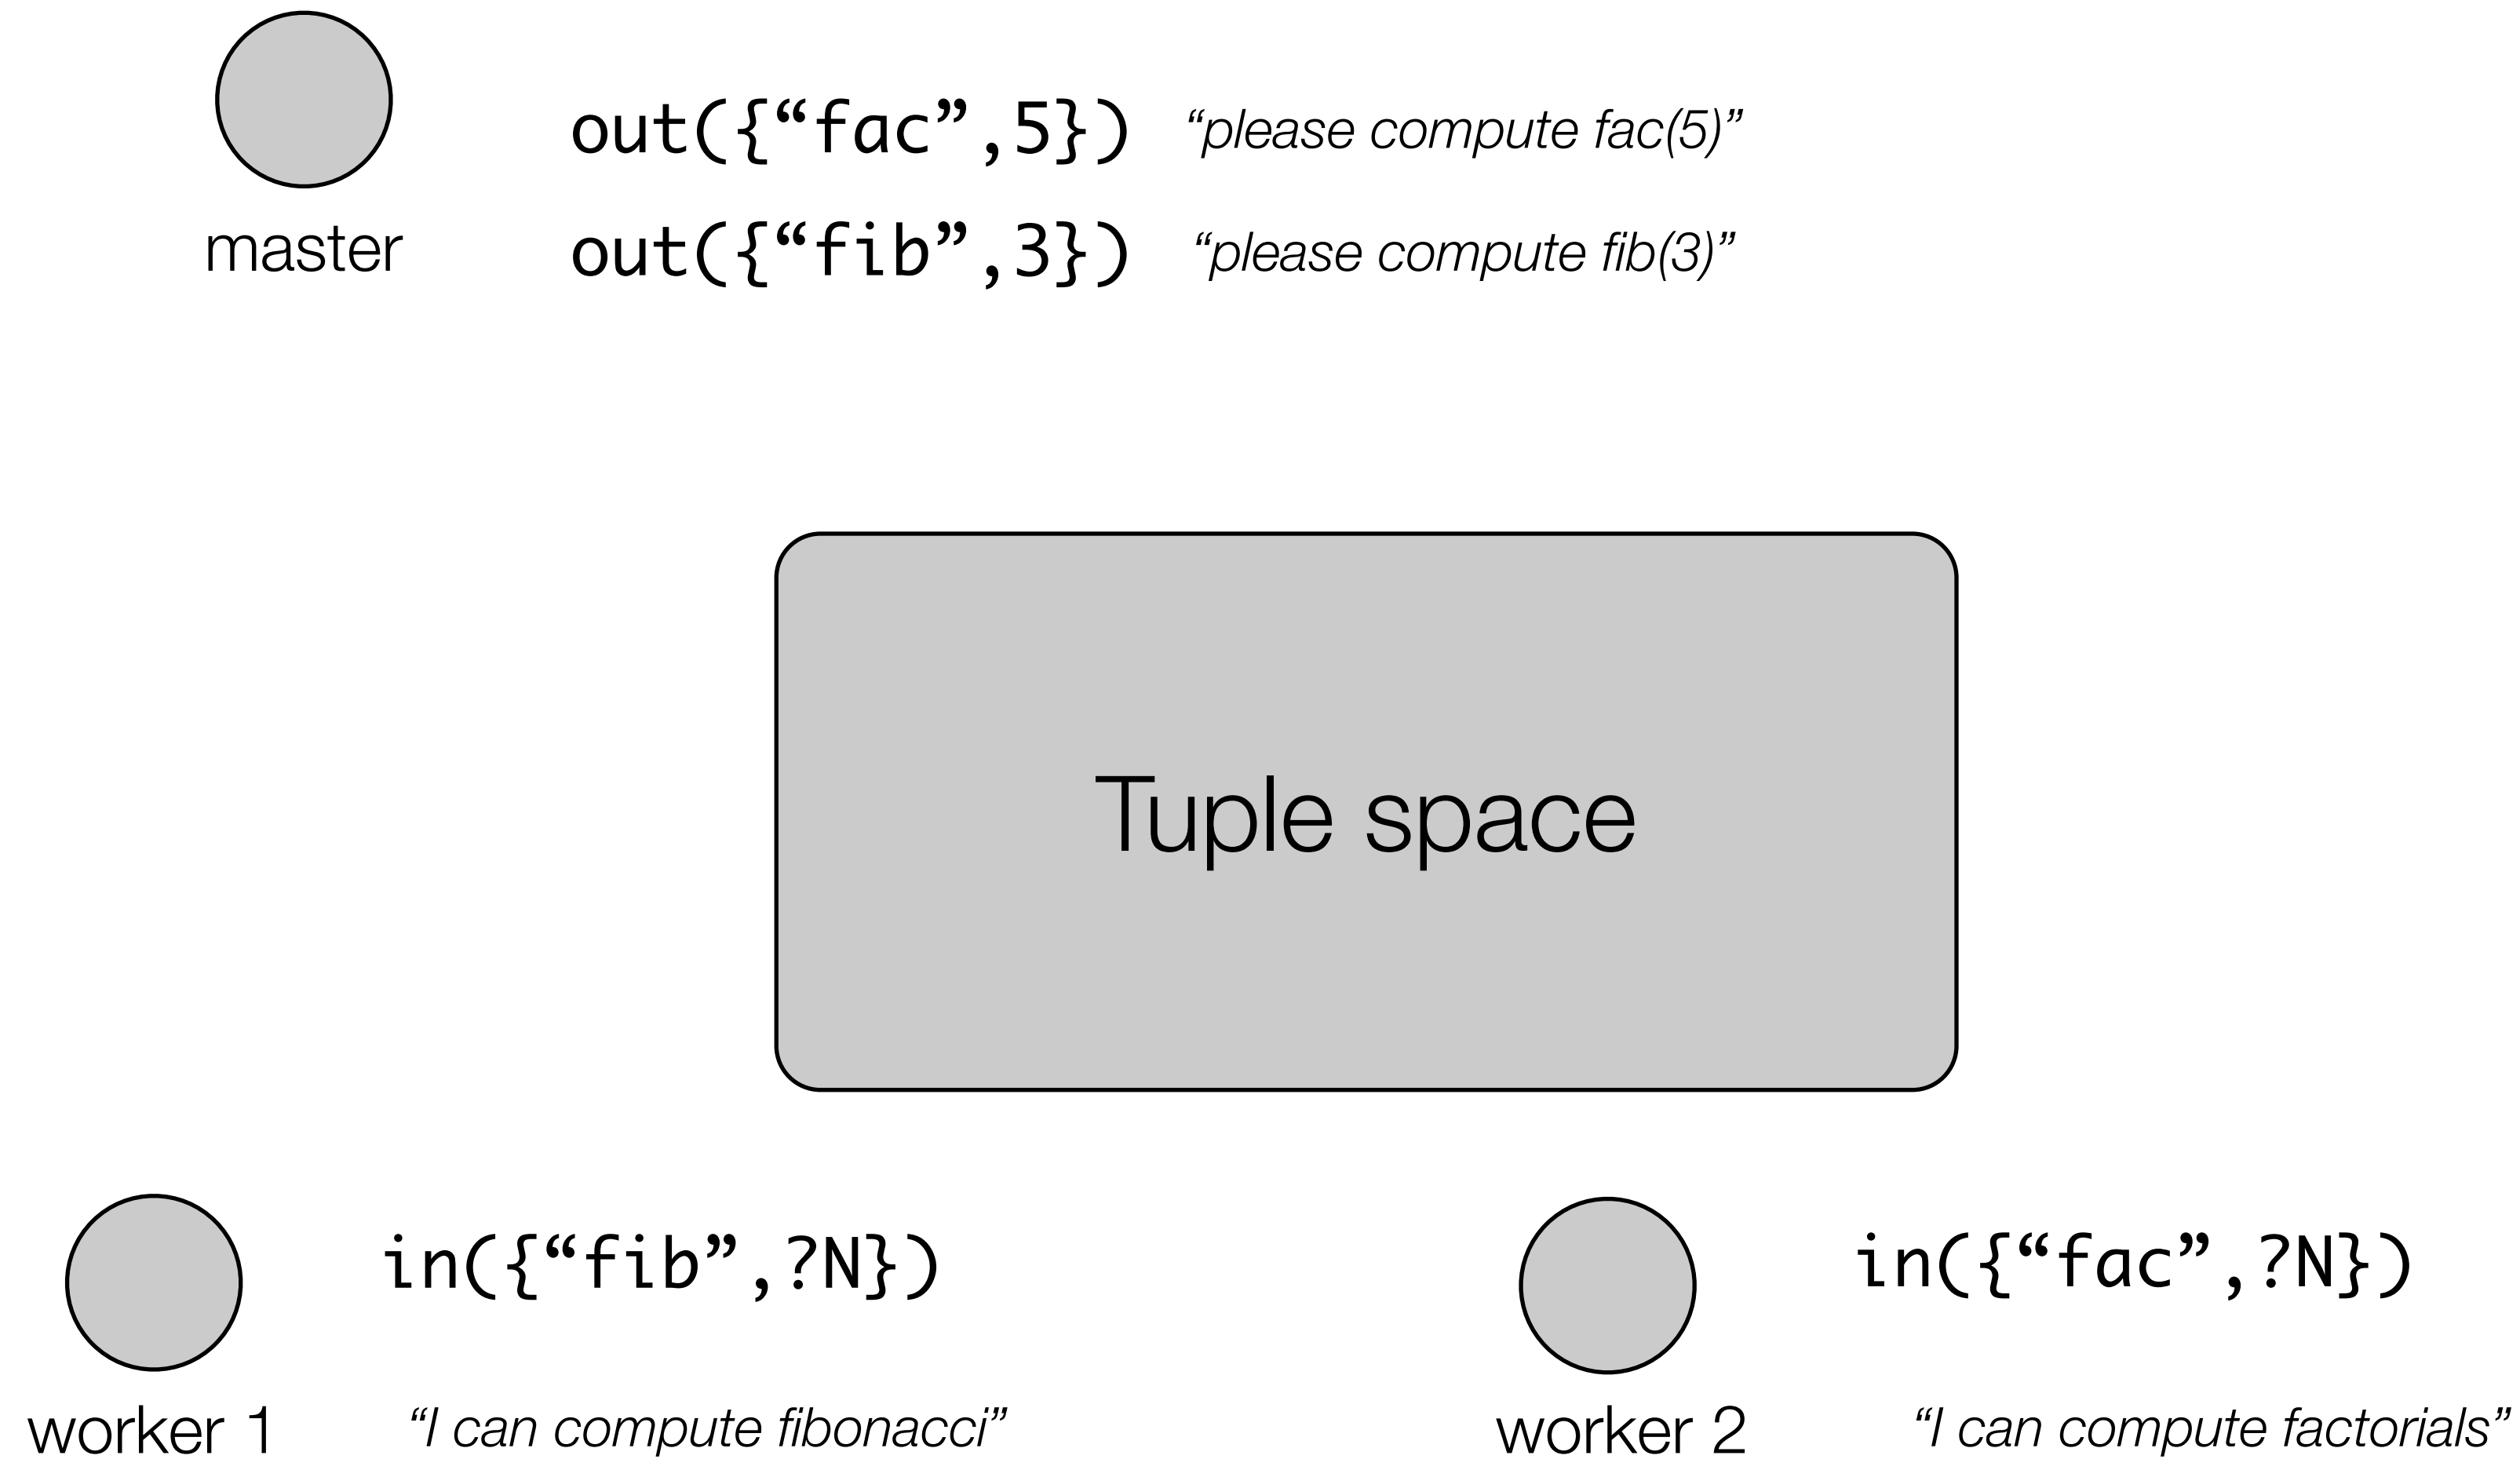 out({“fac”,5}) “please compute fac(5)”
master out({“fib”,3}) “please compute fib(3)”
Tuple space
in({“fib”,?N}) in({“fac”,?N})
worker 1 “I can compute fibonacci” worker 2 “I can compute factorials”